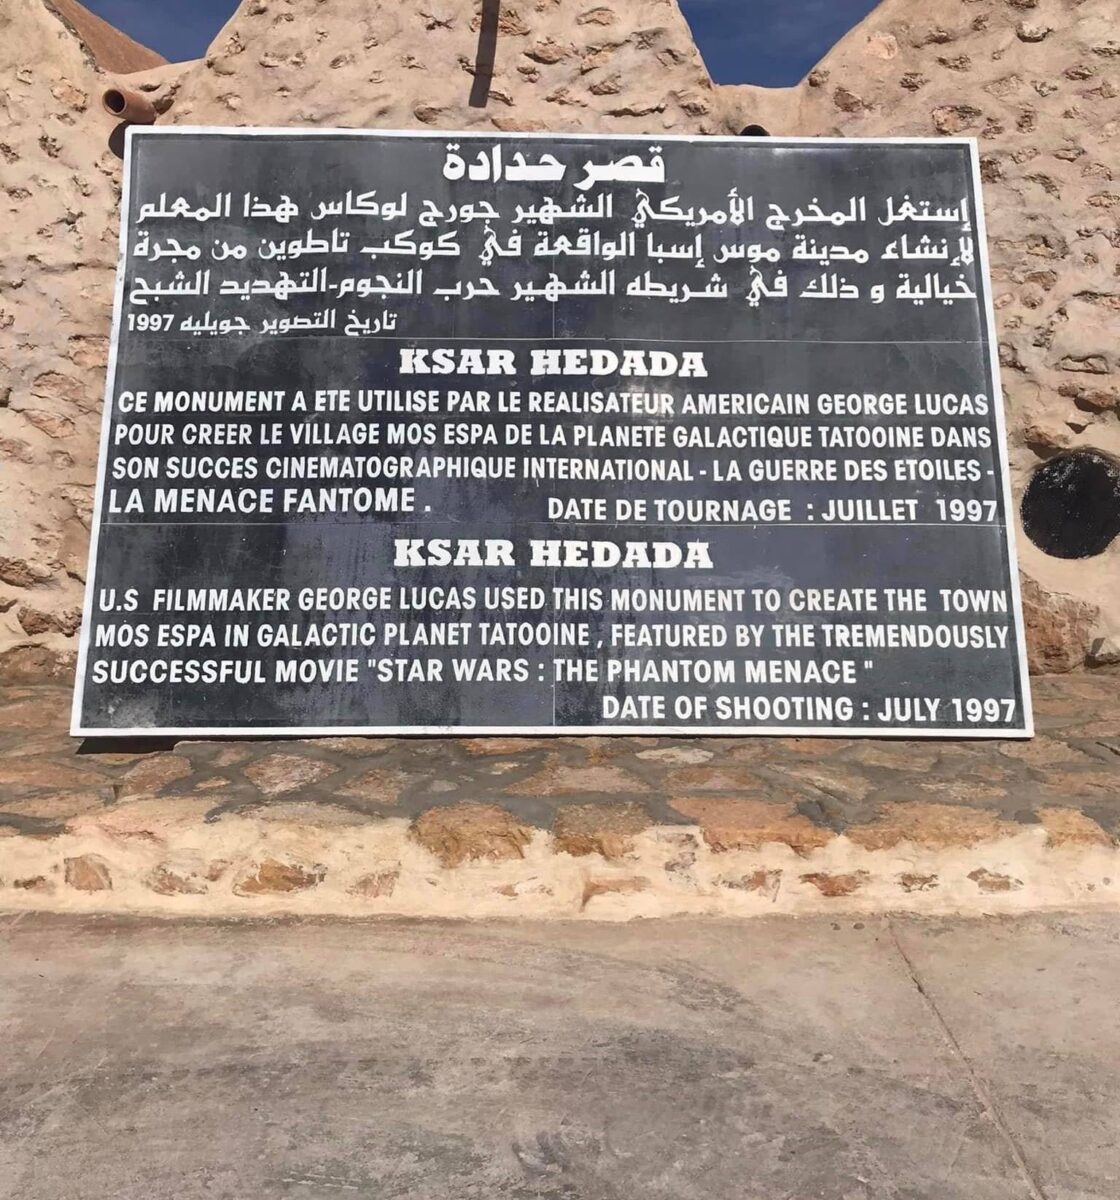 قصر حدادة
إستغل المخرج الأمريكي الشهير جورج لوكاس هذا المعلم
لإنشاء مدينة موس إسبا الواقعة في كوكب تاطوين من مجرة
خيالية و ذلك في شريطه الشهير حرب النجوم-التهديد الشبح
تاريخ التصوير جويليه 1997
KSAR HEDADA
CE MONUMENT A ETE UTILISE PAR LE REALISATEUR AMERICAIN GEORGE LUCAS
POUR CREER LE VILLAGE MOS ESPA DE LA PLANETE GALACTIQUE TATOOINE DANS
SON SUCCES CINEMATOGRAPHIQUE INTERNATIONAL - LA GUERRE DES ETOILES -
LA MENACE FANTOME . DATE DE TOURNAGE : JUILLET 1997
KSAR HEDADA
U.S FILMMAKER GEORGE LUCAS USED THIS MONUMENT TO CREATE THE TOWN
MOS ESPA IN GALACTIC PLANET TATOOINE , FEATURED BY THE TREMENDOUSLY
SUCCESSFUL MOVIE "STAR WARS : THE PHANTOM MENACE "
DATE OF SHOOTING : JULY 1997